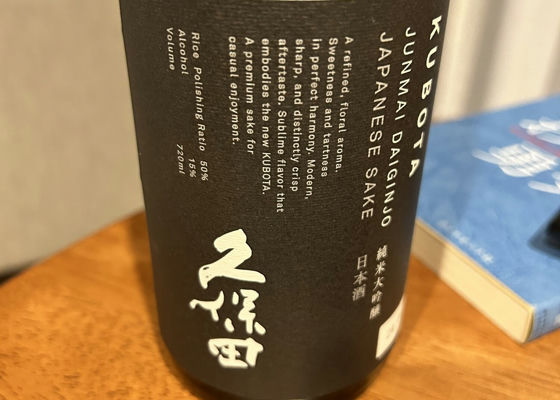 KUBOTA
JUNMAI DAIGINJO
JAPANESE SAKE
純米大吟醸
日本酒
A refined, floral aroma.
Sweetness and tartness
in perfect harmony. Modern,
sharp, and distinctly crisp
aftertaste. Sublime flavor that
embodies the new KUBOTA.
A premium sake for
casual enjoyment.
Rice Polishing Ratio 50%
Alcohol 15%
Volume 720ml
久保田